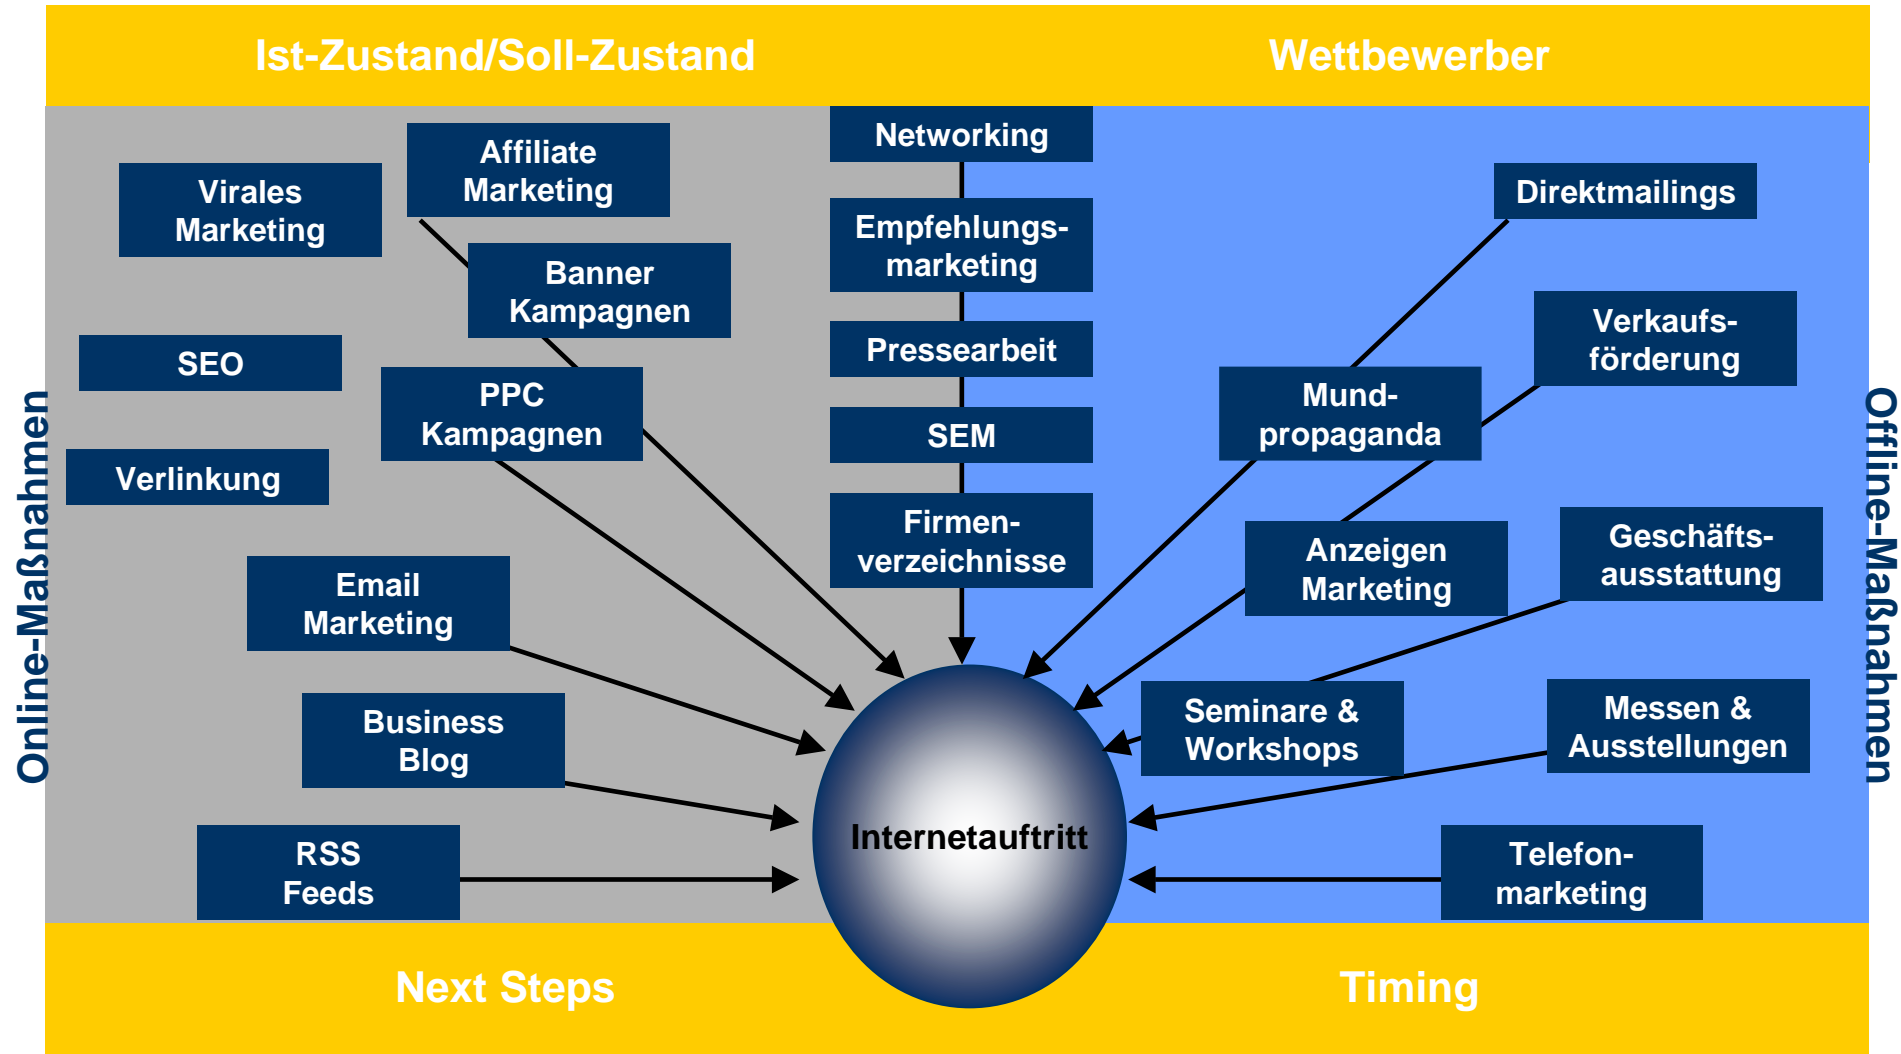 Ist-Zustand/Soll-Zustand
Wettbewerber
Online-Maßnahmen
Virales
Marketing
Affiliate
Marketing
Banner
Kampagnen
SEO
PPC
Kampagnen
Verlinkung
Email
Marketing
Business
Blog
RSS
Feeds
Networking
Empfehlungs-
marketing
Pressearbeit
SEM
Firmen-
verzeichnisse
Internetauftritt
Direktmailings
Verkaufs-
förderung
Mund-
propaganda
Anzeigen
Marketing
Geschäfts-
ausstattung
Seminare &
Workshops
Messen &
Ausstellungen
Telefon-
marketing
Offline-Maßnahmen
Next Steps
Timing